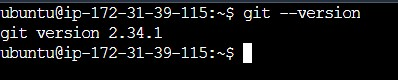 ubuntu@ip-172-31-39-115:~$ git --version
git version 2.34.1
ubuntu@ip-172-31-39-115:~$